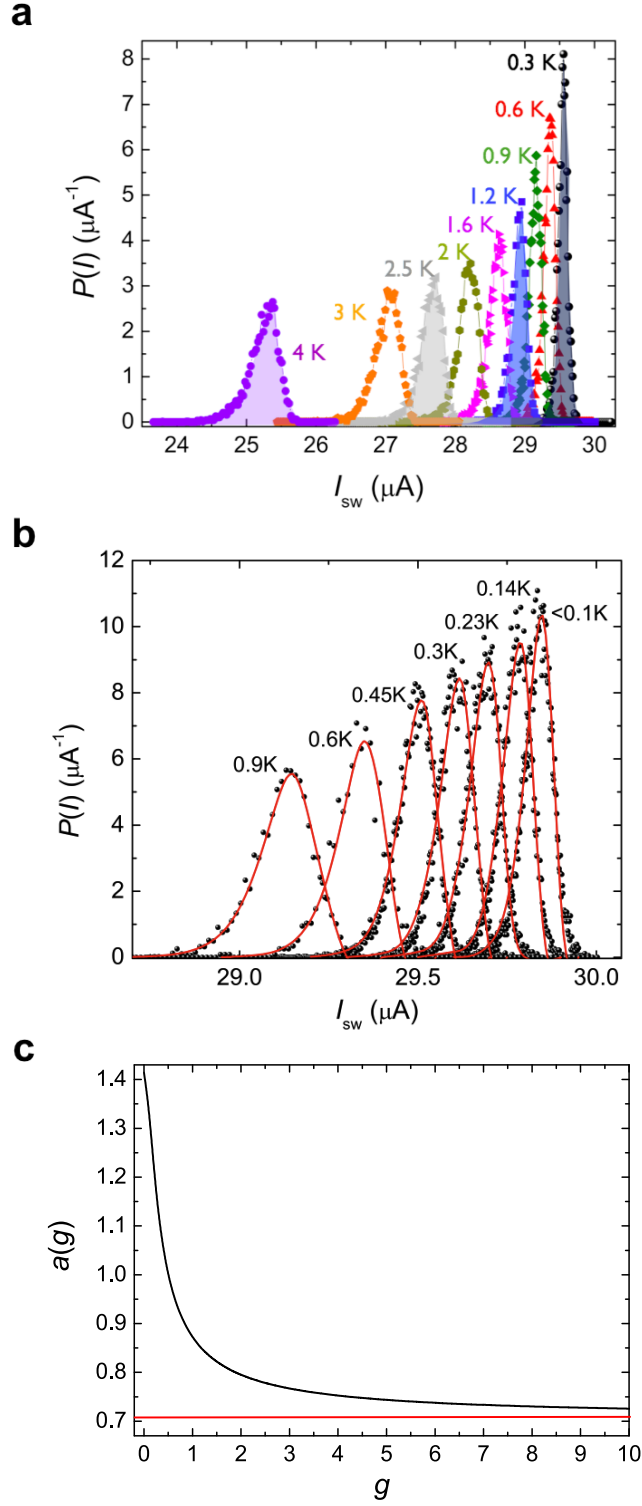 a
8
7
6
5
4
3
2
1
0
P(I) (μA⁻¹)
0.3 K
0.6 K
0.9 K
1.2 K
1.6 K
2 K
2.5 K
3 K
4 K
24 25 26 27 28 29 30
I_sw (μA)
b
12
10
8
6
4
2
0
P(I) (μA⁻¹)
0.14K
<0.1K
0.23K
0.3K
0.45K
0.6K
0.9K
29.0 29.5 30.0
I_sw (μA)
c
1.4
1.3
1.2
1.1
1.0
0.9
0.8
0.7
a(g)
0 1 2 3 4 5 6 7 8 9 10
g